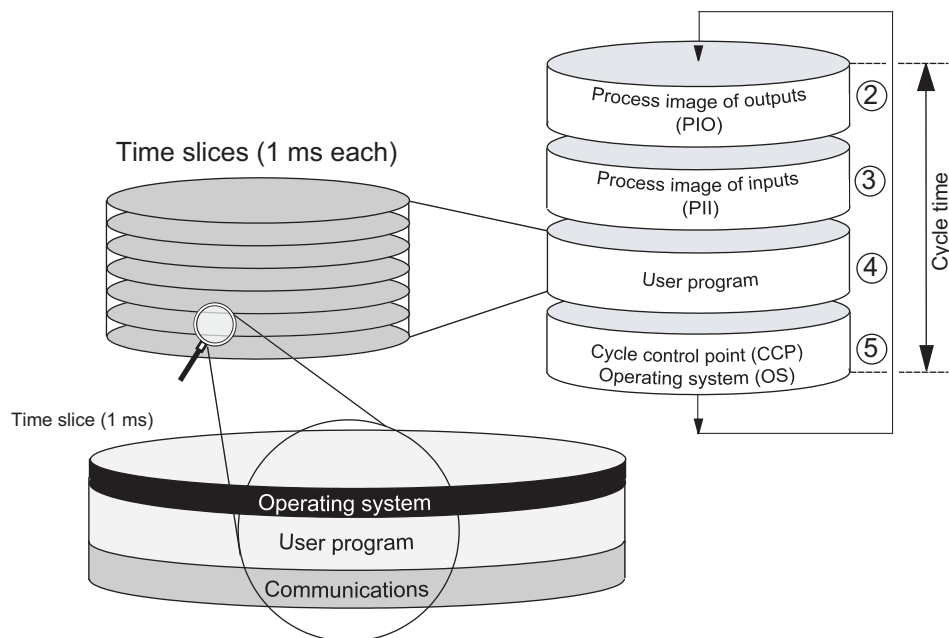 Process image of outputs
(PIO)
②
Time slices (1 ms each)
Process image of inputs
(PII)
③
User program
④
Cycle control point (CCP)
Operating system (OS)
⑤
Cycle time
Time slice (1 ms)
Operating system
User program
Communications